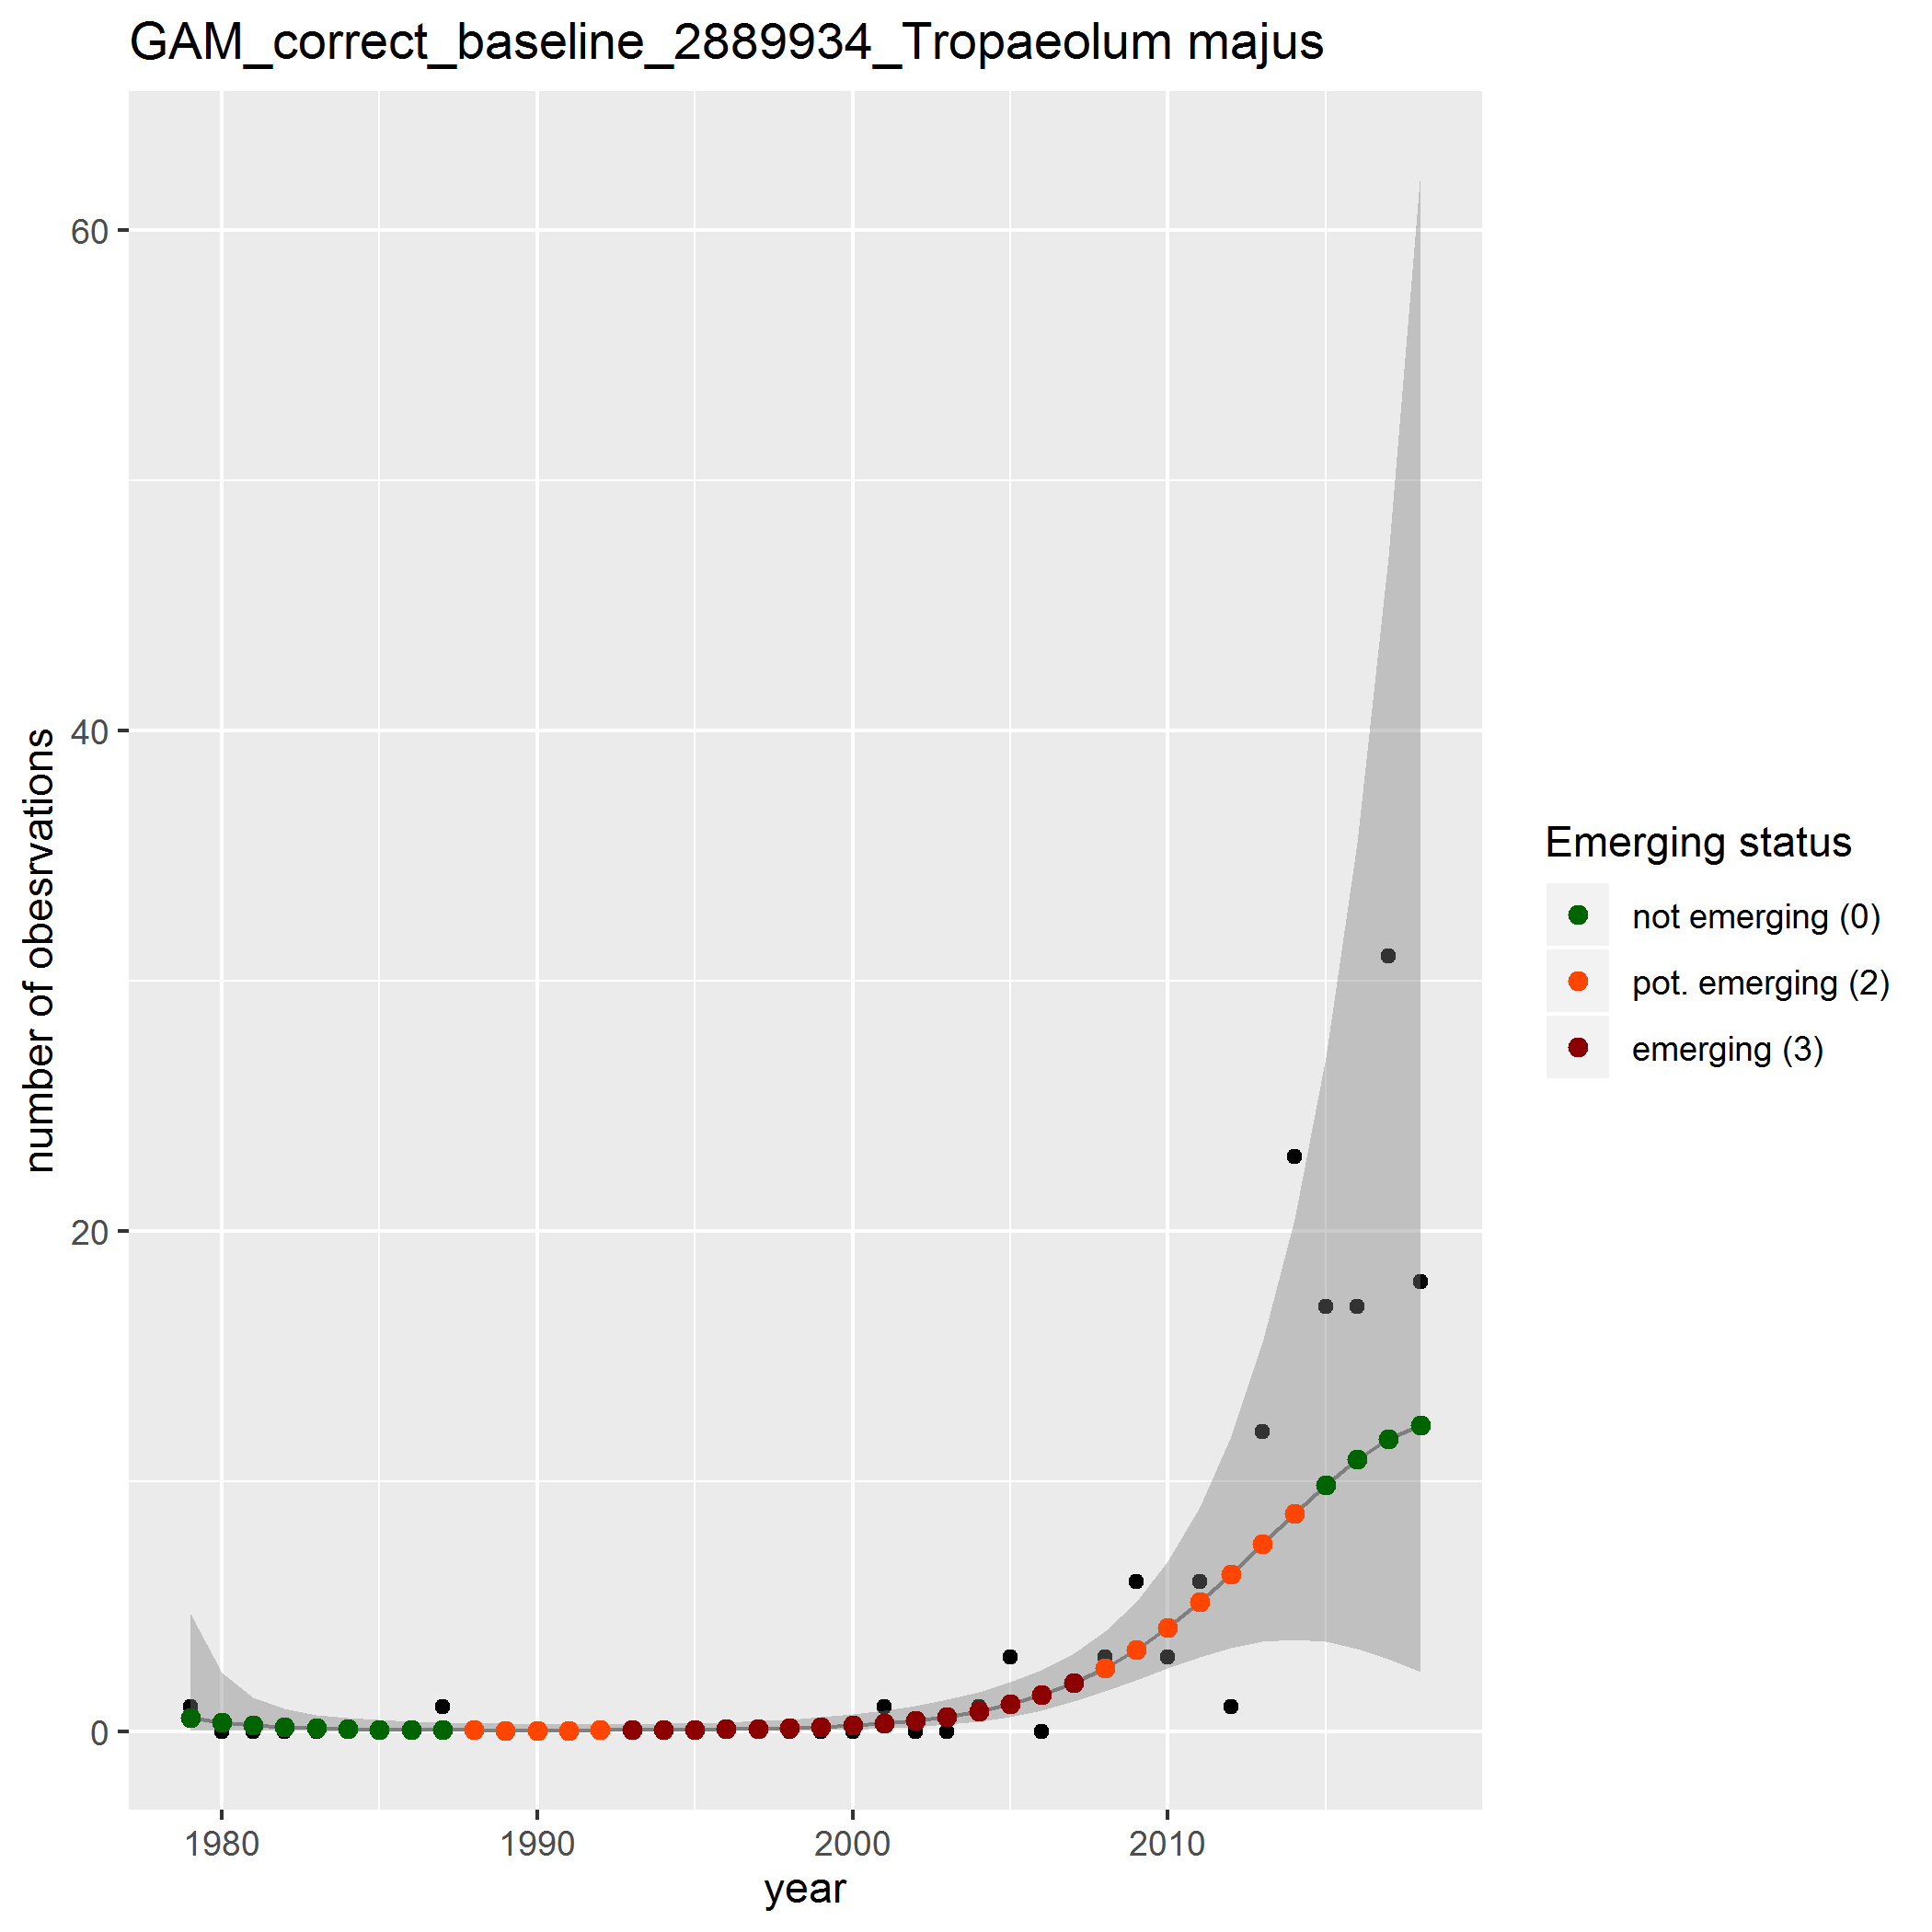 GAM_correct_baseline_2889934_Tropaeolum majus
60
40
20
0
number of obesrvations
1980
1990
2000
2010
year
Emerging status
not emerging (0)
pot. emerging (2)
emerging (3)